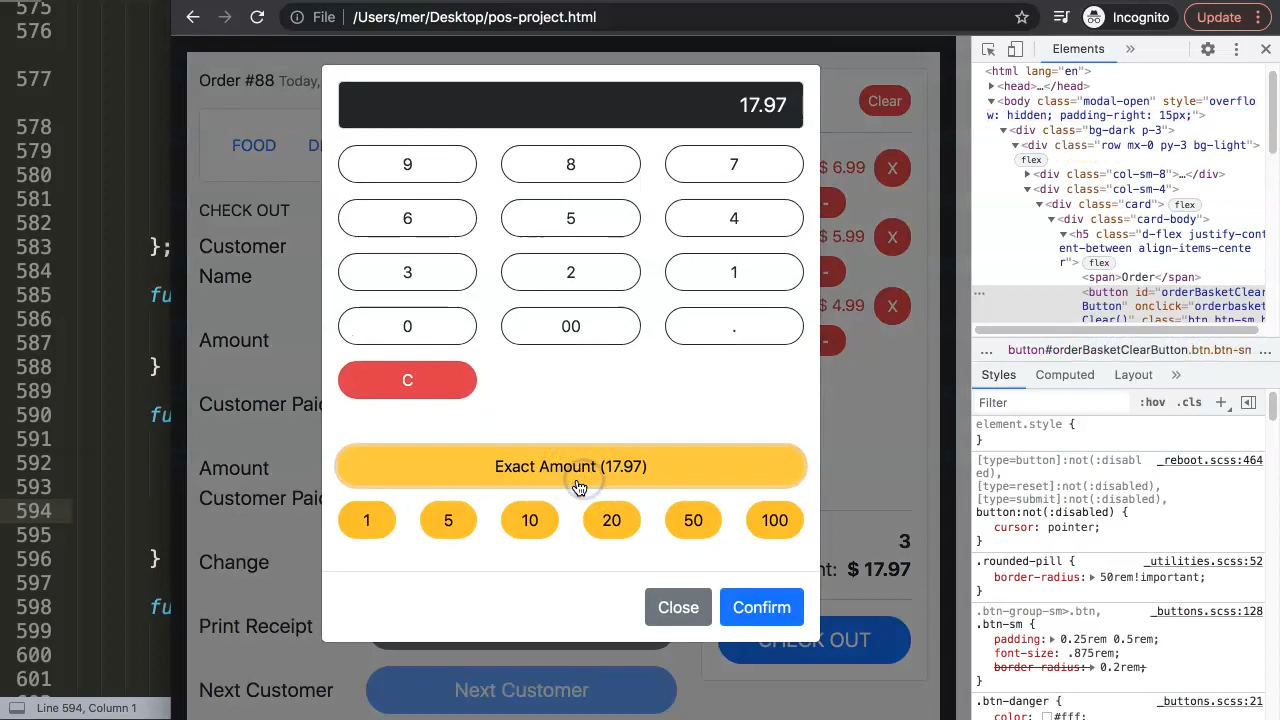 575
576
577
578
579
580
581
582
583 };
584
585 fu
586
587
588 }
589
590 fu
591
592
593
594
595
596 }
597
598 fu
599
600
601
Line 594, Column 1
File /Users/mer/Desktop/pos-project.html
Incognito
Update
Order #88 Today,
FOOD
CHECK OUT
Customer
Name
Amount
Customer Paid
Amount
Customer Paid
Change
Print Receipt
Next Customer
Next Customer
17.97
9 8 7
6 5 4
3 2 1
0 00 .
C
Exact Amount (17.97)
1 5 10 20 50 100
Close Confirm
Clear
$ 6.99 X
-
$ 5.99 X
-
$ 4.99 X
-
3
nt: $ 17.97
CHECK OUT
Elements »
<html lang="en">
<head>…</head>
<body class="modal-open" style="overflo
w: hidden; padding-right: 15px;">
<div class="bg-dark p-3">
<div class="row mx-0 py-3 bg-light">
flex
<div class="col-sm-8">…</div>
<div class="col-sm-4">
<div class="card"> flex
<div class="card-body">
<h5 class="d-flex justify-cont
ent-between align-items-cente
r"> flex
<span>Order</span>
<button id="orderBasketClear
Button" onclick="orderbasket
Clear()" class="btn btn-sm b
... button#orderBasketClearButton.btn.btn-sm ...
Styles Computed Layout »
Filter :hov .cls +
element.style {
}
[type=button]:not(:disabl _reboot.scss:464
ed),
[type=reset]:not(:disabled),
[type=submit]:not(:disabled),
button:not(:disabled) {
cursor: pointer;
}
.rounded-pill { _utilities.scss:52
border-radius: 50rem!important;
}
.btn-group-sm>.btn, _buttons.scss:128
.btn-sm {
padding: 0.25rem 0.5rem;
font-size: .875rem;
border-radius: 0.2rem;
}
.btn-danger { _buttons.scss:21
color: #fff;